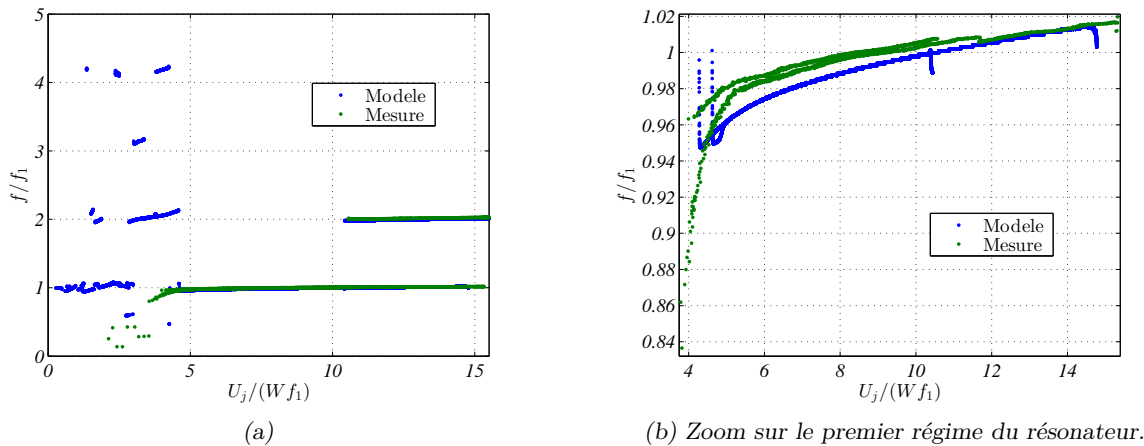 5
4
3
2
1
0
f/f1
0
5
10
15
Uj/(Wf1)
Modele
Mesure
(a)
1.02
1
0.98
0.96
0.94
0.92
0.9
0.88
0.86
0.84
f/f1
4
6
8
10
12
14
Uj/(Wf1)
Modele
Mesure
(b) Zoom sur le premier régime du résonateur.